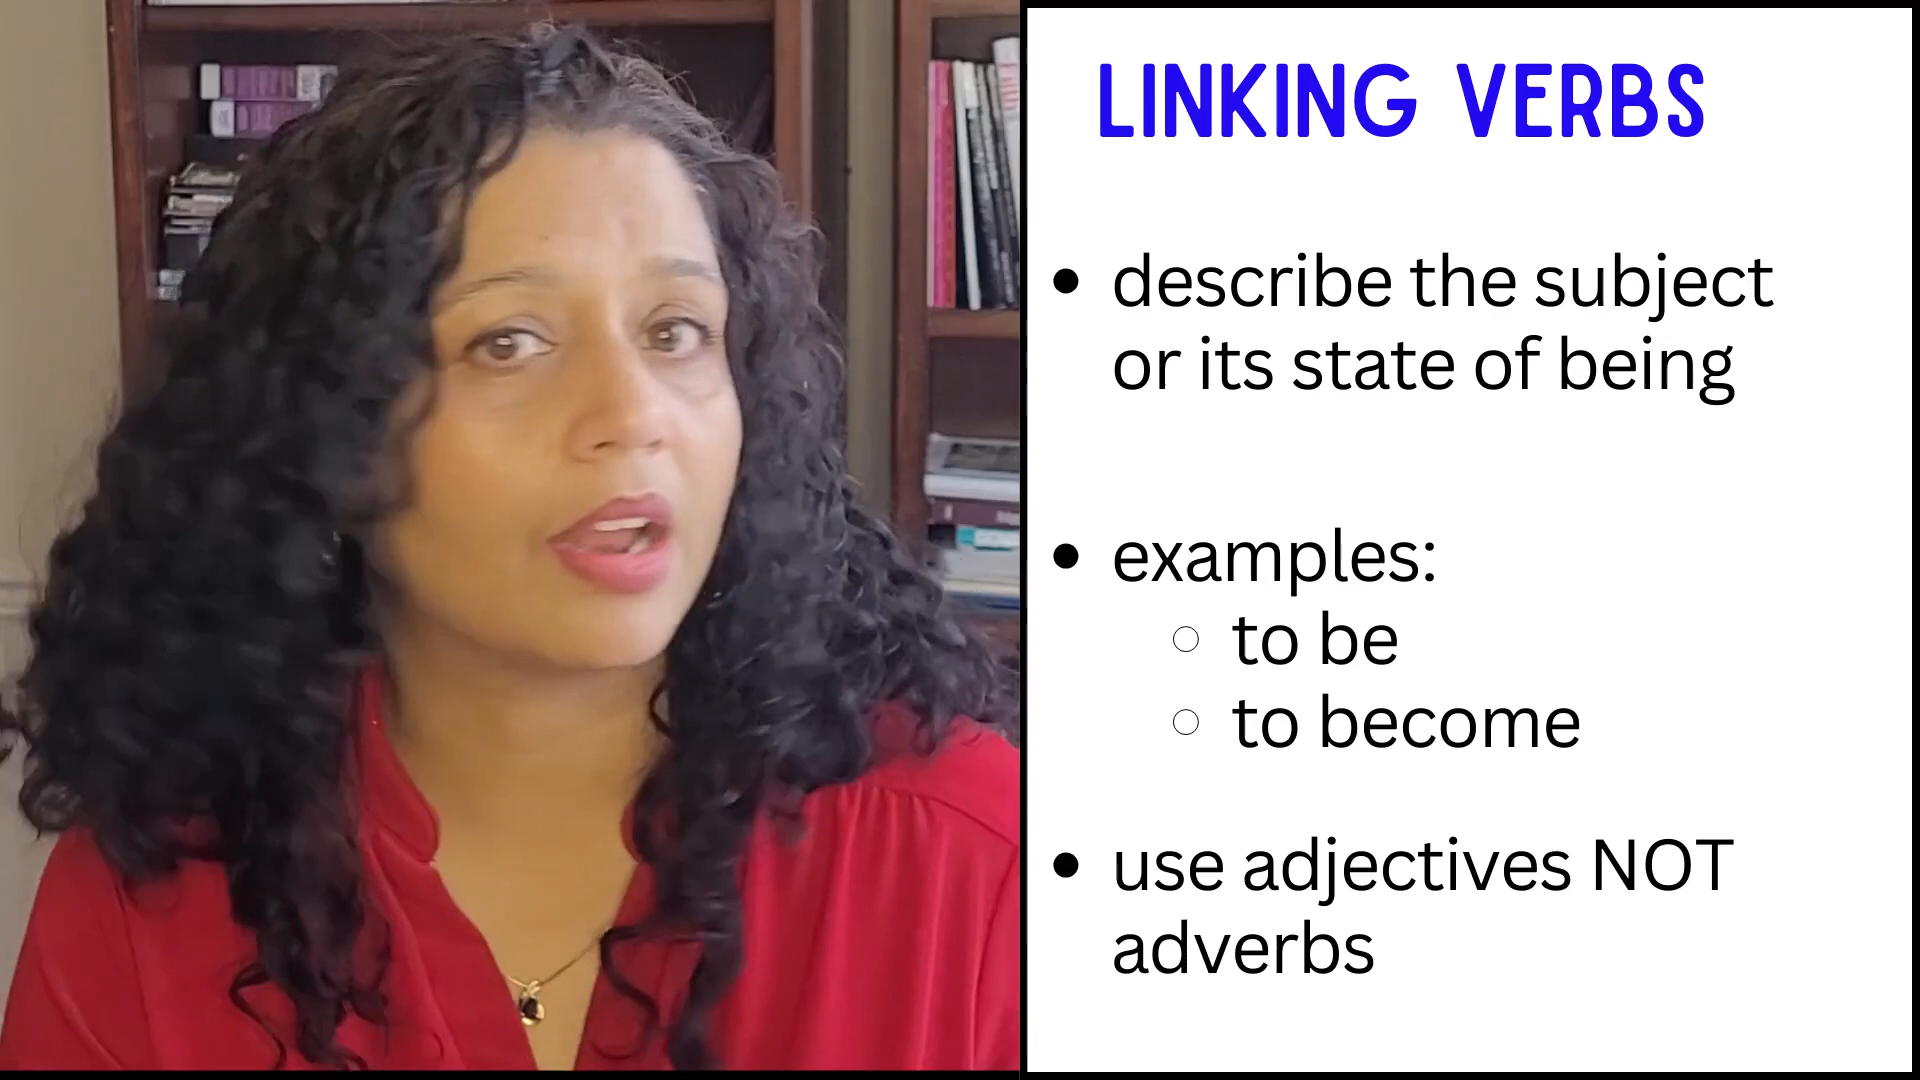 LINKING VERBS
• describe the subject
or its state of being
• examples:
○ to be
○ to become
• use adjectives NOT
adverbs